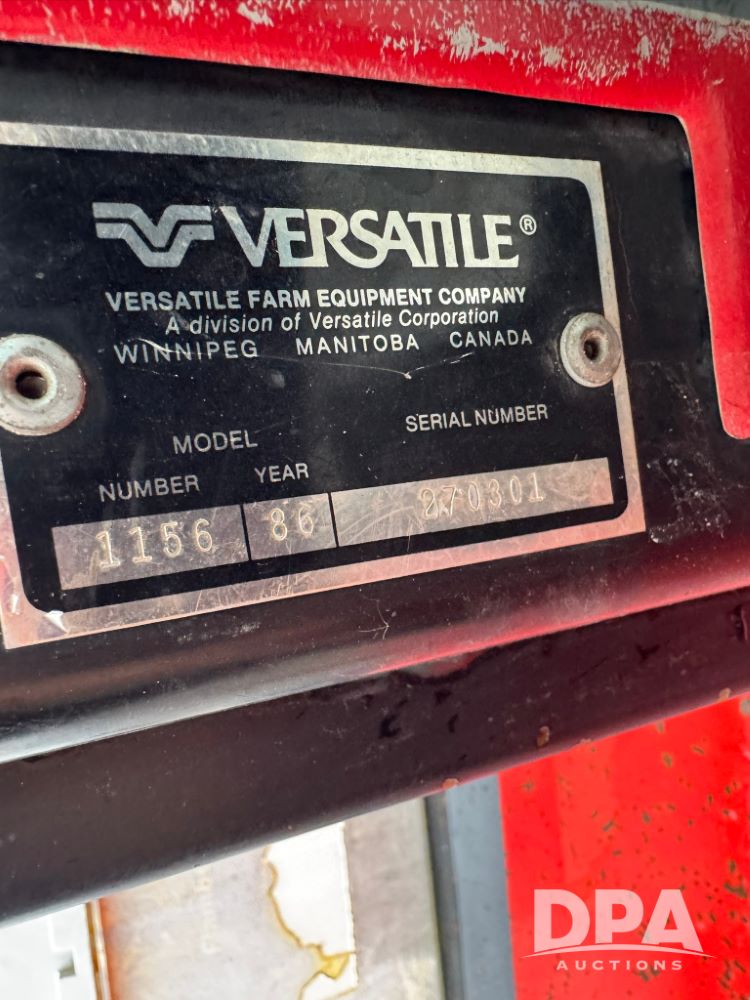 VERSATILE®
VERSATILE FARM EQUIPMENT COMPANY
A division of Versatile Corporation
WINNIPEG MANITOBA CANADA
MODEL
SERIAL NUMBER
NUMBER YEAR
1156 86 270301
DPA
AUCTIONS